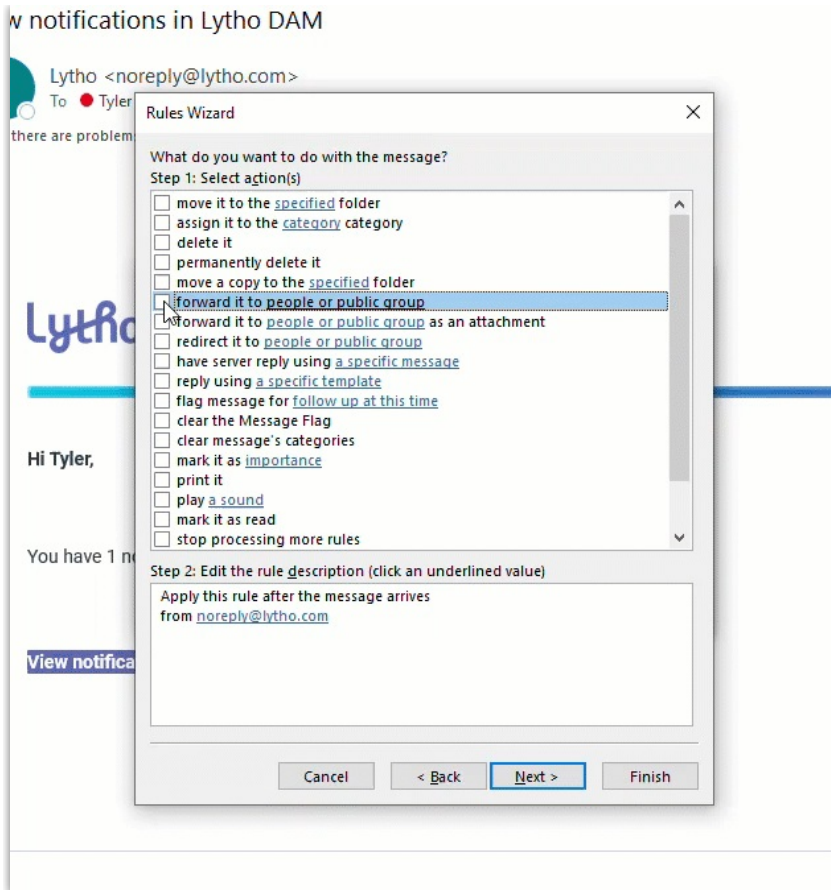 w notifications in Lytho DAM
Lytho <noreply@lytho.com>
To Tyler
there are problem
Rules Wizard
What do you want to do with the message?
Step 1: Select action(s)
move it to the specified folder
assign it to the category category
delete it
permanently delete it
move a copy to the specified folder
forward it to people or public group
forward it to people or public group as an attachment
redirect it to people or public group
have server reply using a specific message
reply using a specific template
flag message for follow up at this time
clear the Message Flag
clear message's categories
mark it as importance
print it
play a sound
mark it as read
stop processing more rules
Lytho
Hi Tyler,
You have 1 n
View notifica
Step 2: Edit the rule description (click an underlined value)
Apply this rule after the message arrives
from noreply@lytho.com
Cancel < Back Next > Finish